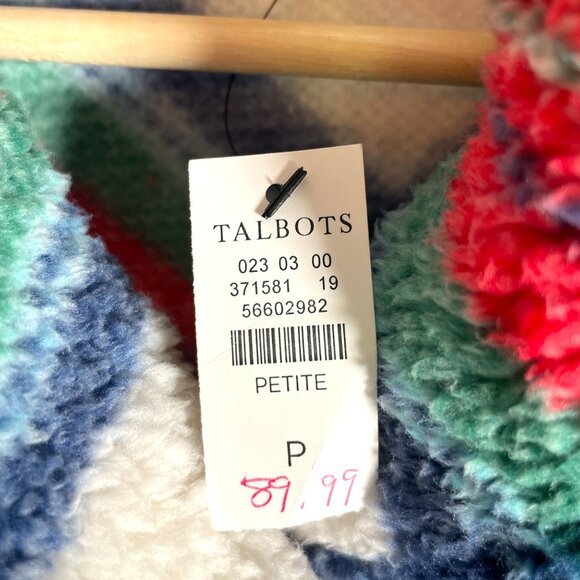 TALBOTS
023 03 00
371581 19
56602982
PETITE
P
89.99